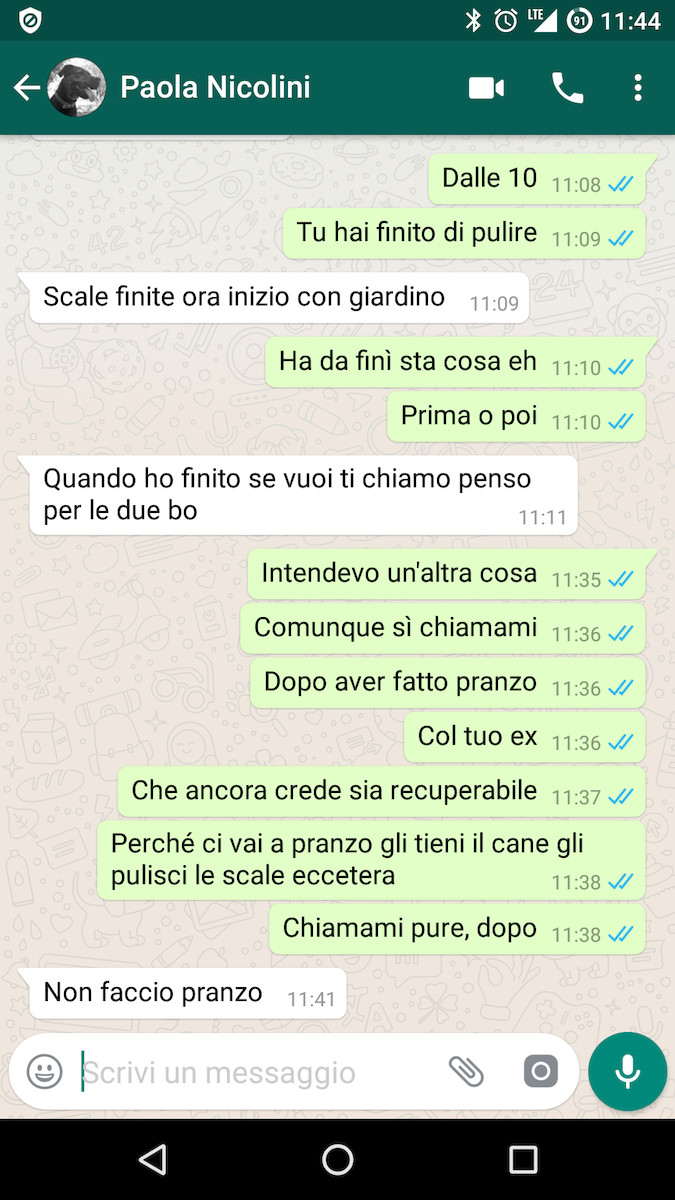 LTE 91 11:44
Paola Nicolini
Dalle 10 11:08
Tu hai finito di pulire 11:09
Scale finite ora inizio con giardino 11:09
Ha da finì sta cosa eh 11:10
Prima o poi 11:10
Quando ho finito se vuoi ti chiamo penso
per le due bo 11:11
Intendevo un'altra cosa 11:35
Comunque sì chiamami 11:36
Dopo aver fatto pranzo 11:36
Col tuo ex 11:36
Che ancora crede sia recuperabile 11:37
Perché ci vai a pranzo gli tieni il cane gli
pulisci le scale eccetera 11:38
Chiamami pure, dopo 11:38
Non faccio pranzo 11:41
Scrivi un messaggio